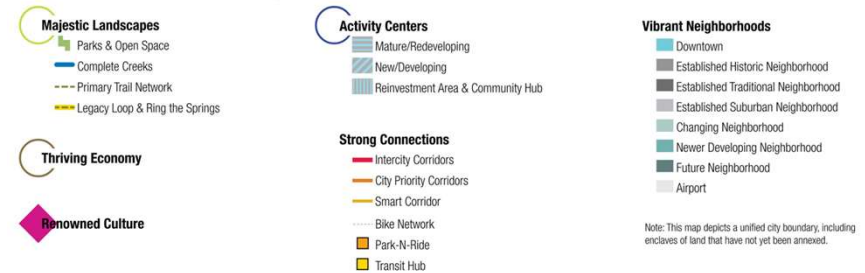 Majestic Landscapes
Parks & Open Space
Complete Creeks
Primary Trail Network
Legacy Loop & Ring the Springs
Thriving Economy
Renowned Culture
Activity Centers
Mature/Redeveloping
New/Developing
Reinvestment Area & Community Hub
Strong Connections
Intercity Corridors
City Priority Corridors
Smart Corridor
Bike Network
Park-N-Ride
Transit Hub
Vibrant Neighborhoods
Downtown
Established Historic Neighborhood
Established Traditional Neighborhood
Established Suburban Neighborhood
Changing Neighborhood
Newer Developing Neighborhood
Future Neighborhood
Airport
Note: This map depicts a unified city boundary, including
enclaves of land that have not yet been annexed.